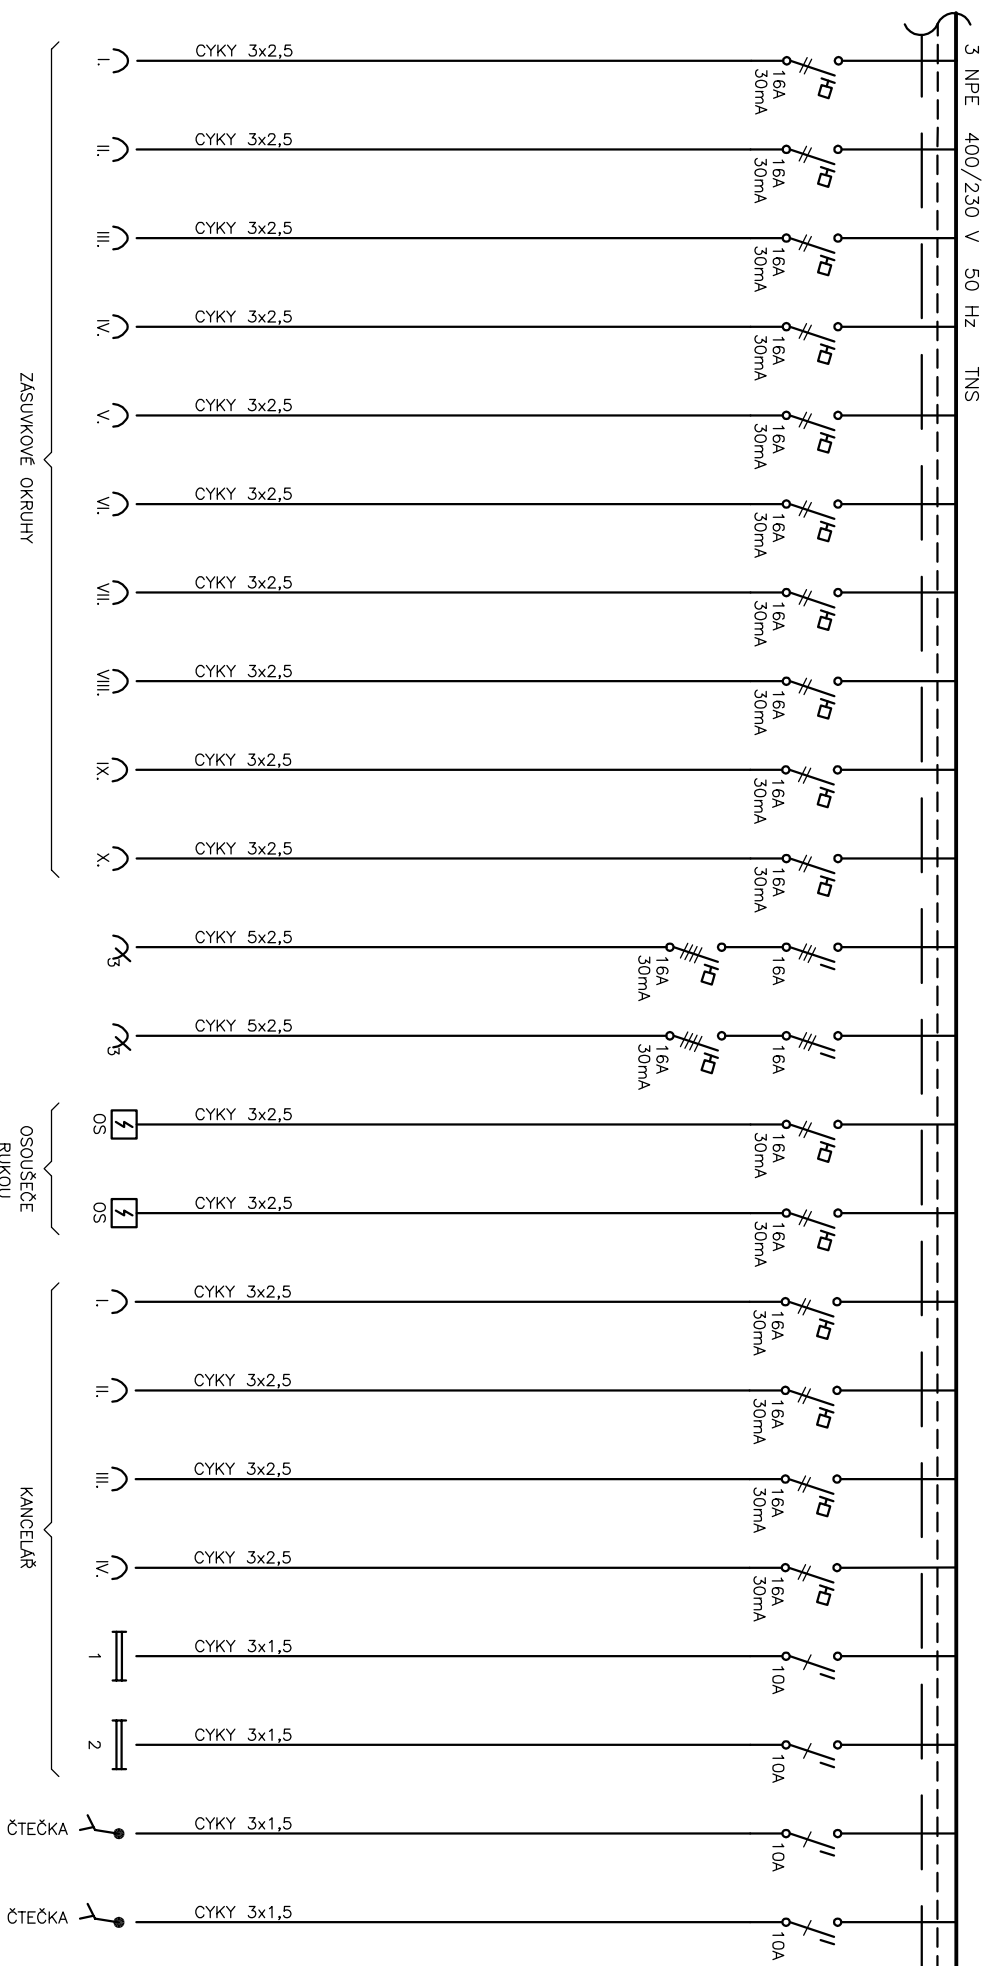 3 NPE 400/230 V 50 Hz TNS
CYKY 3x2,5
16A
30mA
I.
CYKY 3x2,5
16A
30mA
II.
CYKY 3x2,5
16A
30mA
III.
CYKY 3x2,5
16A
30mA
IV.
CYKY 3x2,5
16A
30mA
V.
CYKY 3x2,5
16A
30mA
VI.
CYKY 3x2,5
16A
30mA
VII.
CYKY 3x2,5
16A
30mA
VIII.
CYKY 3x2,5
16A
30mA
IX.
CYKY 3x2,5
16A
30mA
X.
ZÁSUVKOVÉ OKRUHY
CYKY 5x2,5
16A
30mA
16A
3
CYKY 5x2,5
16A
30mA
16A
3
CYKY 3x2,5
16A
30mA
OS
CYKY 3x2,5
16A
30mA
OS
OSOUŠEČE
RUKOU
CYKY 3x2,5
16A
30mA
I.
CYKY 3x2,5
16A
30mA
II.
CYKY 3x2,5
16A
30mA
III.
CYKY 3x2,5
16A
30mA
IV.
CYKY 3x1,5
10A
1
CYKY 3x1,5
10A
2
KANCELÁŘ
CYKY 3x1,5
10A
ČTEČKA
CYKY 3x1,5
10A
ČTEČKA